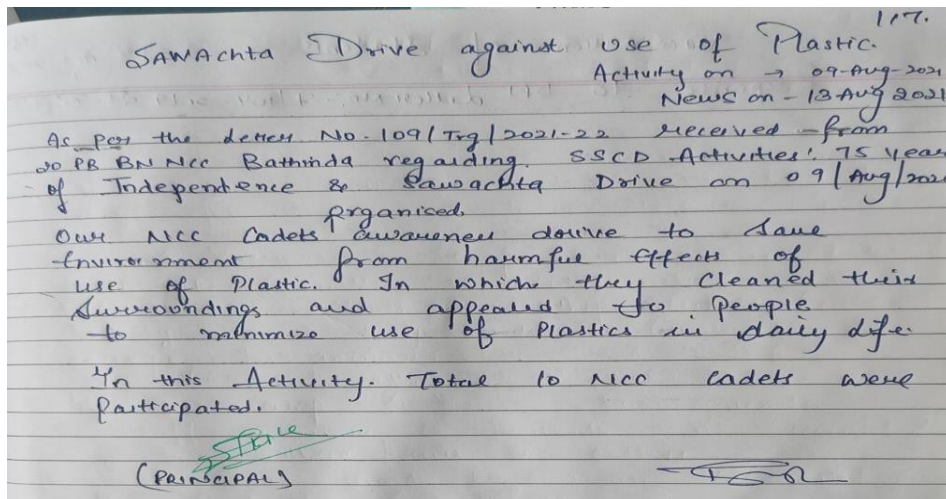 117.
SAWAchta Drive against use of Plastic.
Activity on → 09-Aug-2021
News on - 13 Aug 2021
As per the letter No-109/Trg/2021-22 received from
20 PB BN NCC Bathinda regarding. SSCD Activities'. 75 year
of Independence & Sawachta Drive on 09/Aug/2021
organised.
Our NCC Cadets awareness drive to save
Environment from harmful effects of
use of Plastic. In which they cleaned their
Surroundings and appealed to people
to minimize use of Plastics in daily life.
In this Activity. Total 10 NCC cadets were
Participated.
(PRINCIPAL)